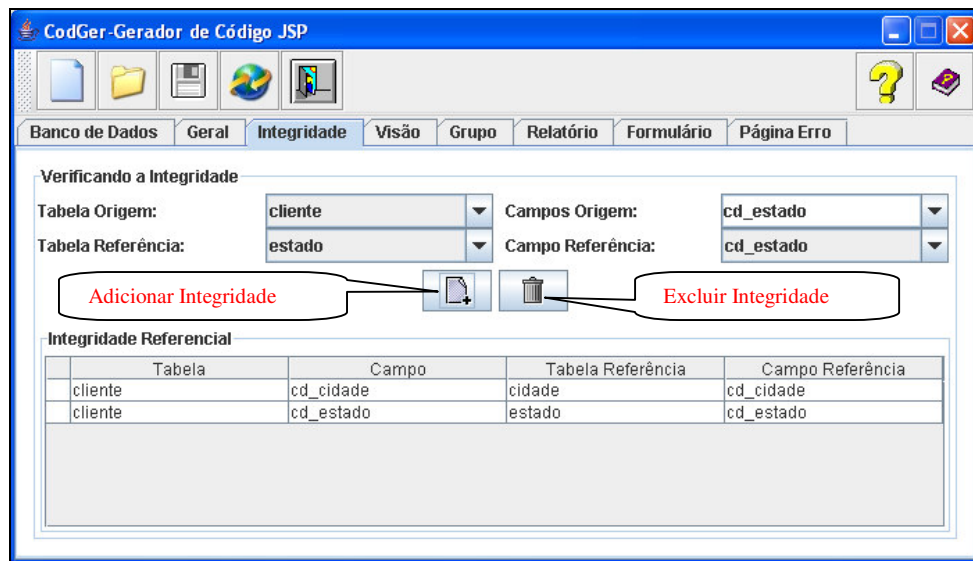 CodGer-Gerador de Código JSP
Banco de Dados Geral Integridade Visão Grupo Relatório Formulário Página Erro
Verificando a Integridade
Tabela Origem: cliente Campos Origem: cd_estado
Tabela Referência: estado Campo Referência: cd_estado
Adicionar Integridade Excluir Integridade
Integridade Referencial
Tabela Campo Tabela Referência Campo Referência
cliente cd_cidade cidade cd_cidade
cliente cd_estado estado cd_estado